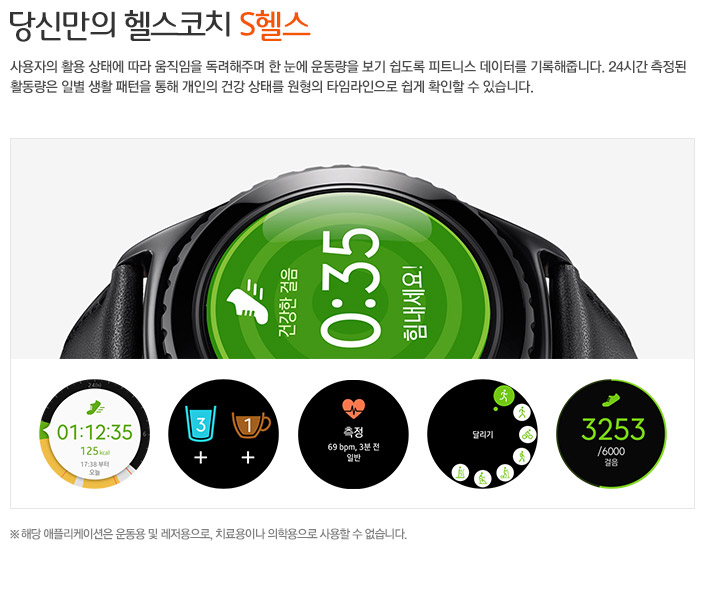 당신만의 헬스코치 S헬스
사용자의 활용 상태에 따라 움직임을 독려해주며 한 눈에 운동량을 보기 쉽도록 피트니스 데이터를 기록해줍니다. 24시간 측정된
활동량은 일별 생활 패턴을 통해 개인의 건강 상태를 원형의 타임라인으로 쉽게 확인할 수 있습니다.
건강한 걸음
0:35
힘내세요!
24(0)
6
01:12:35
125 kcal
17:38 부터
오늘
3
+
1
+
측정
69 bpm, 3분 전
일반
달리기
3253
/6000
걸음
※ 해당 애플리케이션은 운동용 및 레저용으로, 치료용이나 의학용으로 사용할 수 없습니다.